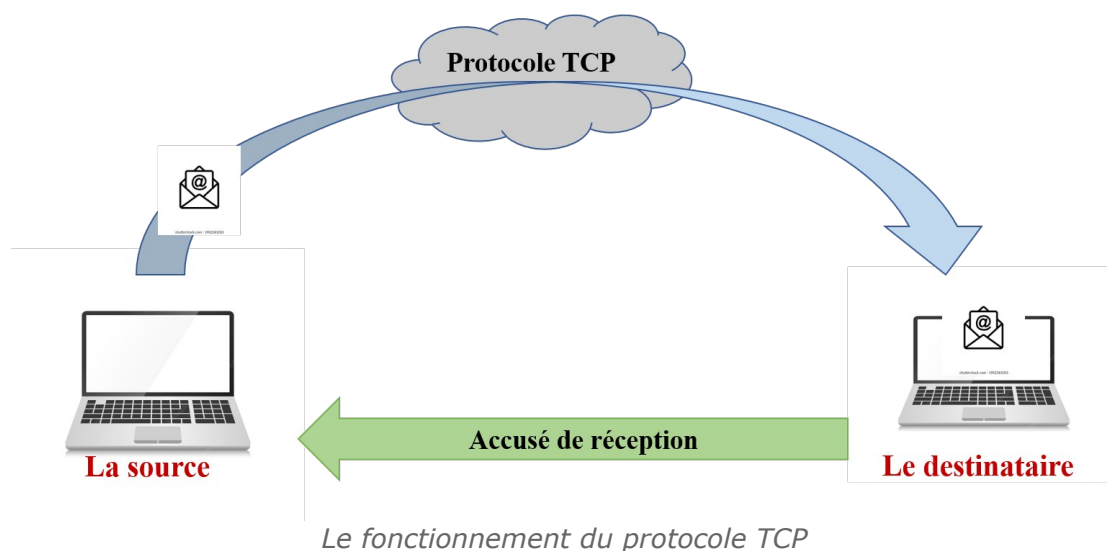 Protocole TCP
@
@
Accusé de réception
La source
Le destinataire
Le fonctionnement du protocole TCP